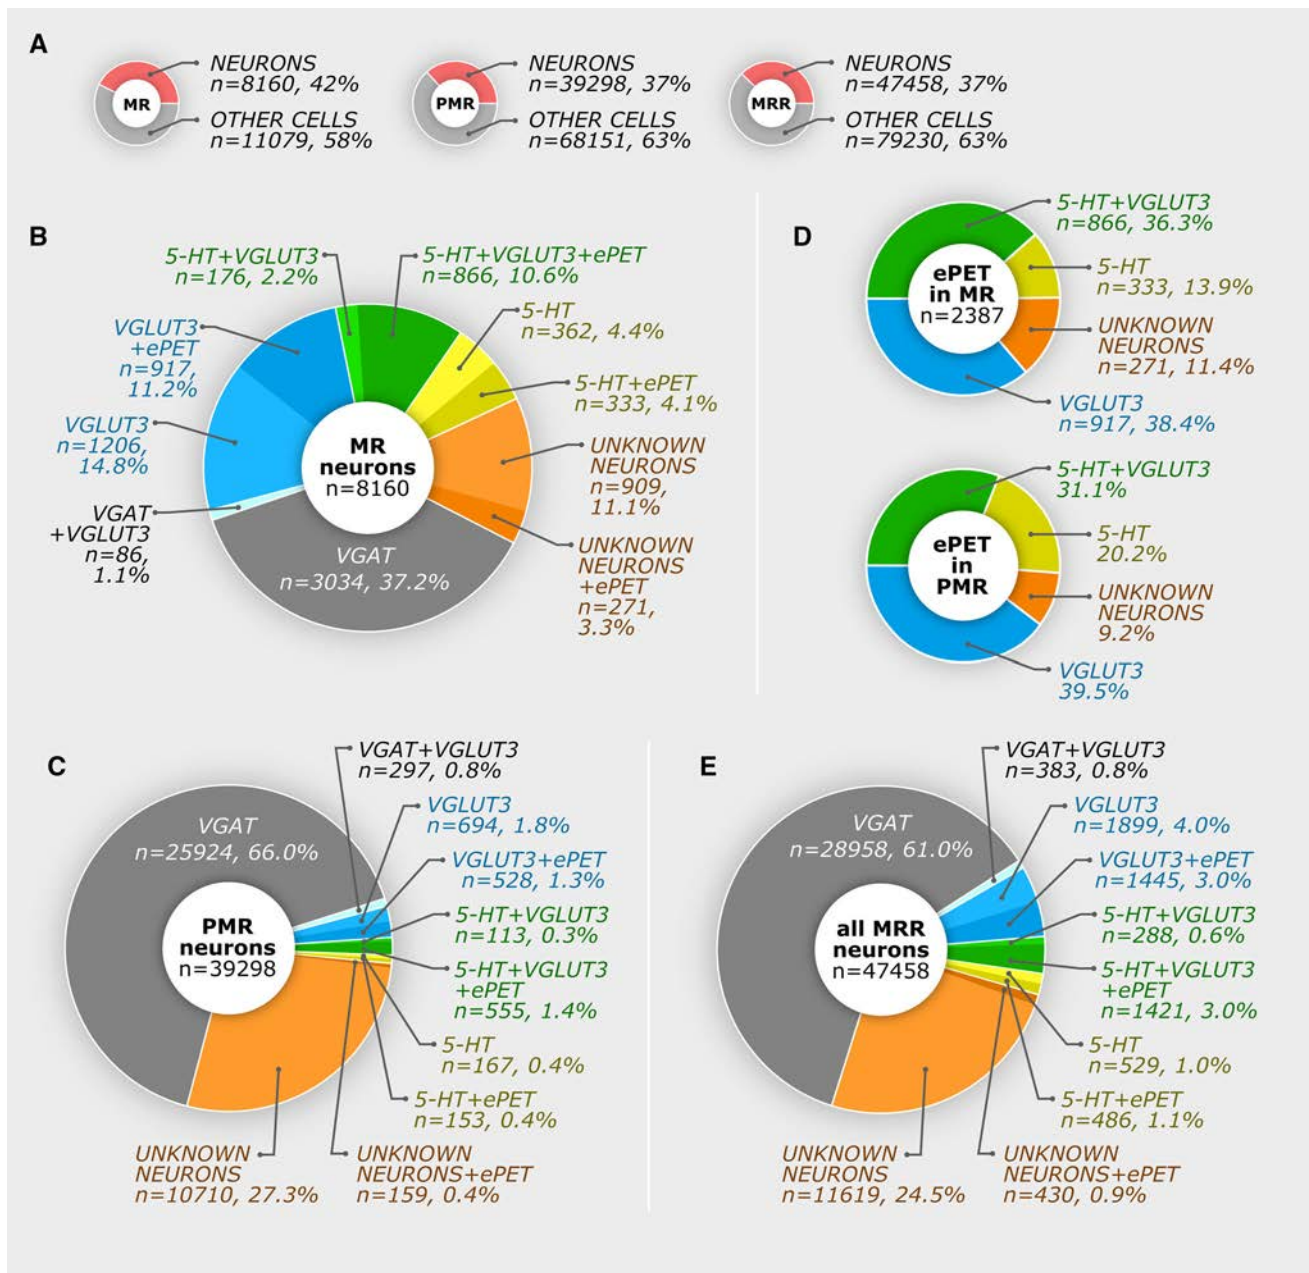 A
MR
NEURONS
n=8160, 42%
OTHER CELLS
n=11079, 58%
PMR
NEURONS
n=39298, 37%
OTHER CELLS
n=68151, 63%
MRR
NEURONS
n=47458, 37%
OTHER CELLS
n=79230, 63%
B
5-HT+VGLUT3
n=176, 2.2%
5-HT+VGLUT3+ePET
n=866, 10.6%
5-HT
n=362, 4.4%
5-HT+ePET
n=333, 4.1%
UNKNOWN
NEURONS
n=909,
11.1%
UNKNOWN
NEURONS
+ePET
n=271,
3.3%
VGLUT3
+ePET
n=917,
11.2%
VGLUT3
n=1206,
14.8%
VGAT
+VGLUT3
n=86,
1.1%
MR
neurons
n=8160
VGAT
n=3034, 37.2%
D
ePET
in MR
n=2387
5-HT+VGLUT3
n=866, 36.3%
5-HT
n=333, 13.9%
UNKNOWN
NEURONS
n=271, 11.4%
VGLUT3
n=917, 38.4%
ePET
in
PMR
5-HT+VGLUT3
31.1%
5-HT
20.2%
UNKNOWN
NEURONS
9.2%
VGLUT3
39.5%
C
VGAT
n=25924, 66.0%
PMR
neurons
n=39298
VGAT+VGLUT3
n=297, 0.8%
VGLUT3
n=694, 1.8%
VGLUT3+ePET
n=528, 1.3%
5-HT+VGLUT3
n=113, 0.3%
5-HT+VGLUT3
+ePET
n=555, 1.4%
5-HT
n=167, 0.4%
5-HT+ePET
n=153, 0.4%
UNKNOWN
NEURONS
n=10710, 27.3%
UNKNOWN
NEURONS+ePET
n=159, 0.4%
E
VGAT
n=28958, 61.0%
all MRR
neurons
n=47458
VGAT+VGLUT3
n=383, 0.8%
VGLUT3
n=1899, 4.0%
VGLUT3+ePET
n=1445, 3.0%
5-HT+VGLUT3
n=288, 0.6%
5-HT+VGLUT3
+ePET
n=1421, 3.0%
5-HT
n=529, 1.0%
5-HT+ePET
n=486, 1.1%
UNKNOWN
NEURONS
n=11619, 24.5%
UNKNOWN
NEURONS+ePET
n=430, 0.9%